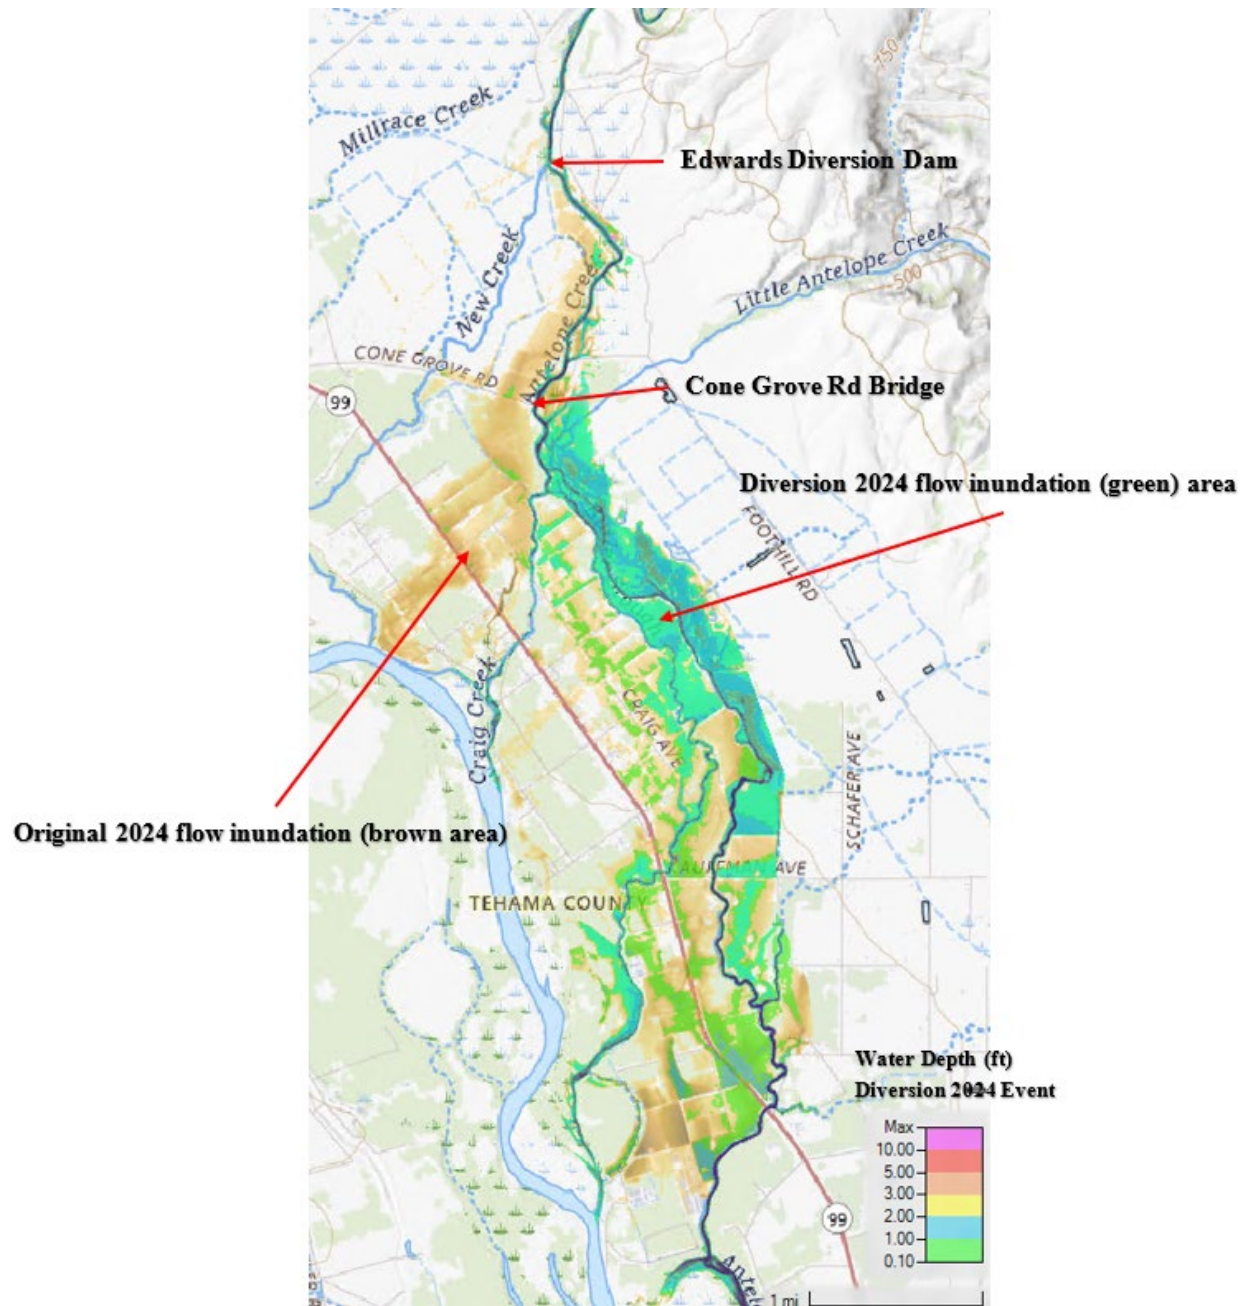 750
Millrace Creek
Edwards Diversion Dam
New Creek
Antelope Creek
Little Antelope Creek
500
CONE GROVE RD
Cone Grove Rd Bridge
99
Diversion 2024 flow inundation (green) area
FOOTHILL RD
Craig Creek
CRAIG AVE
SCHAFER AVE
Original 2024 flow inundation (brown area)
TEHAMA COUNTY
Water Depth (ft)
Diversion 2024 Event
Max
10.00
5.00
3.00
2.00
1.00
0.10
99
1 mi